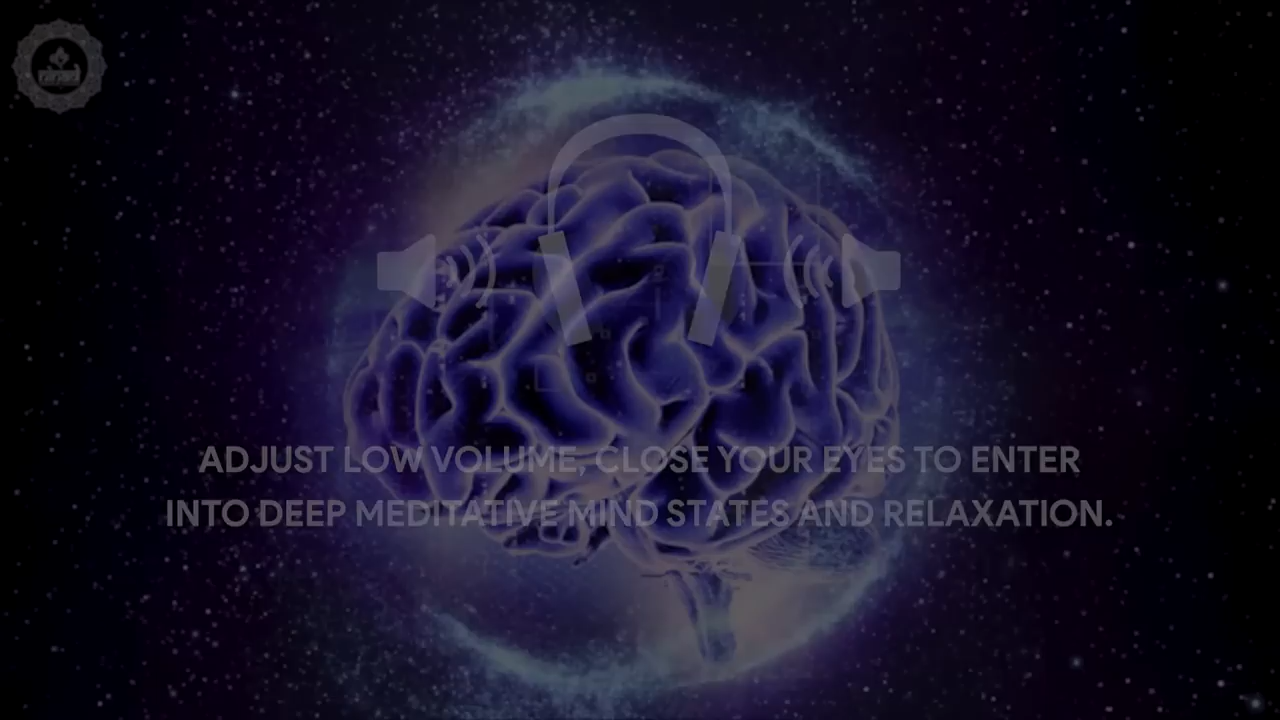 ADJUST LOW VOLUME, CLOSE YOUR EYES TO ENTER
INTO DEEP MEDITATIVE MIND STATES AND RELAXATION.